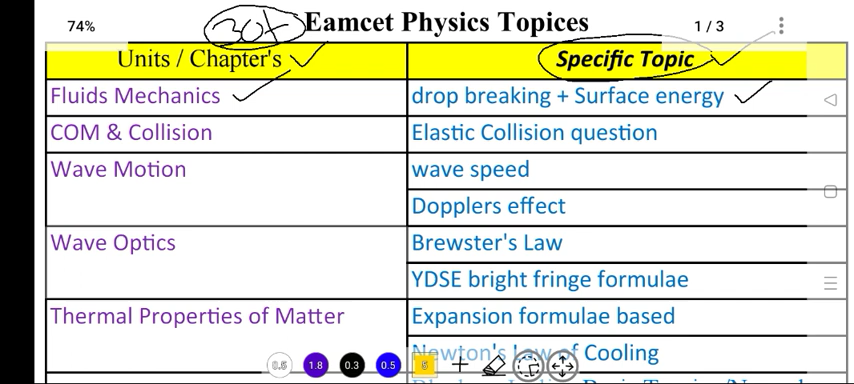 74%
30+ Eamcet Physics Topices
1 / 3
Units / Chapter's Specific Topic
Fluids Mechanics drop breaking + Surface energy
COM & Collision Elastic Collision question
Wave Motion wave speed
Dopplers effect
Wave Optics Brewster's Law
YDSE bright fringe formulae
Thermal Properties of Matter Expansion formulae based
Newton's Law of Cooling
0.5 1.8 0.3 0.5 5